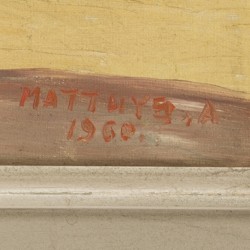 MATTHYS, A.
1960.